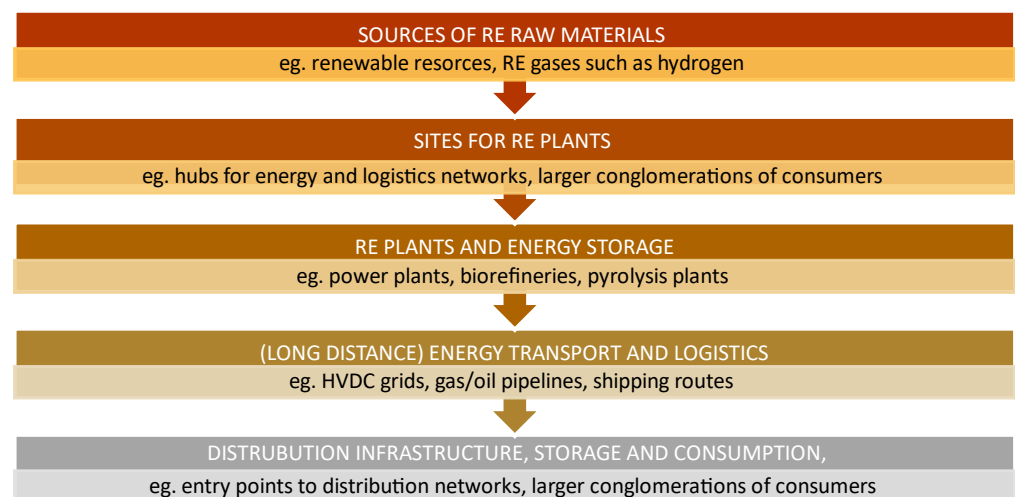 SOURCES OF RE RAW MATERIALS
eg. renewable resorces, RE gases such as hydrogen
SITES FOR RE PLANTS
eg. hubs for energy and logistics networks, larger conglomerations of consumers
RE PLANTS AND ENERGY STORAGE
eg. power plants, biorefineries, pyrolysis plants
(LONG DISTANCE) ENERGY TRANSPORT AND LOGISTICS
eg. HVDC grids, gas/oil pipelines, shipping routes
DISTRUBUTION INFRASTRUCTURE, STORAGE AND CONSUMPTION,
eg. entry points to distribution networks, larger conglomerations of consumers